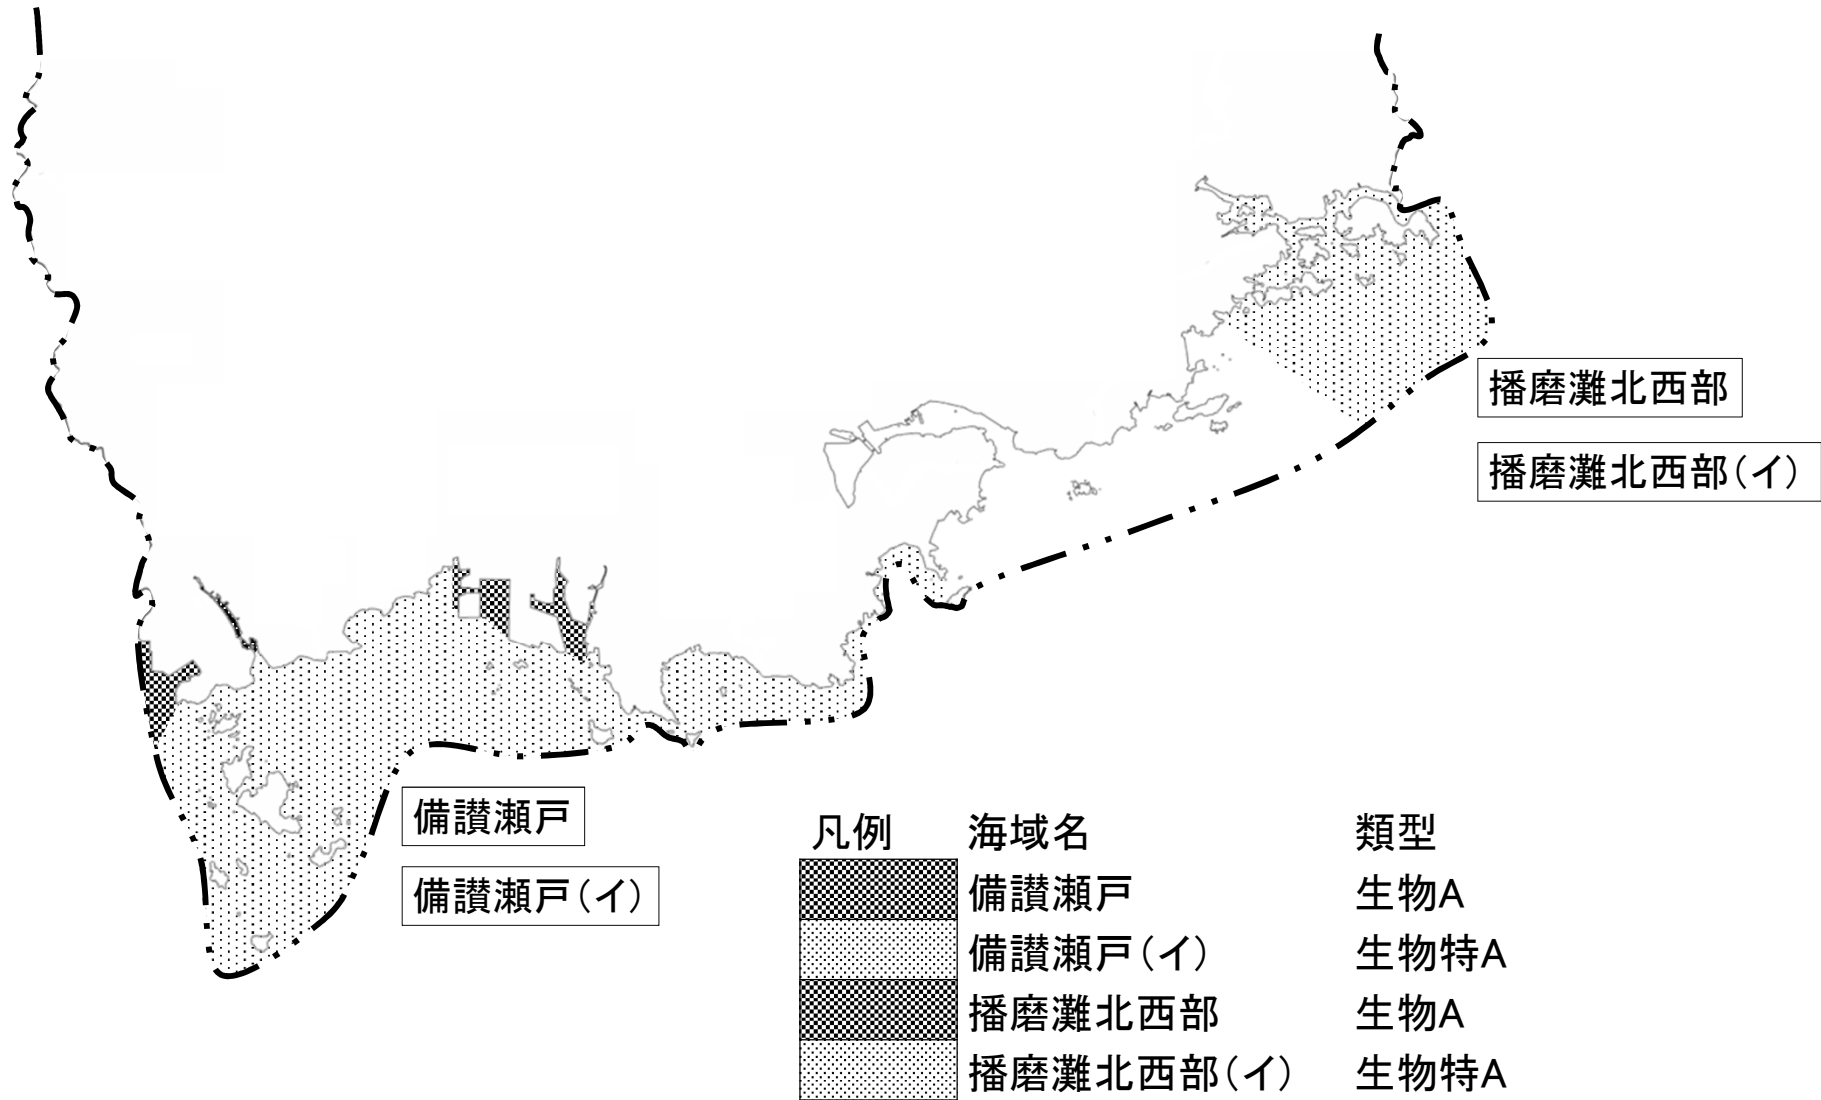 播磨灘北西部
播磨灘北西部(イ)
備讃瀬戸
備讃瀬戸(イ)
凡例 海域名 類型
備讃瀬戸 生物A
備讃瀬戸(イ) 生物特A
播磨灘北西部 生物A
播磨灘北西部(イ) 生物特A